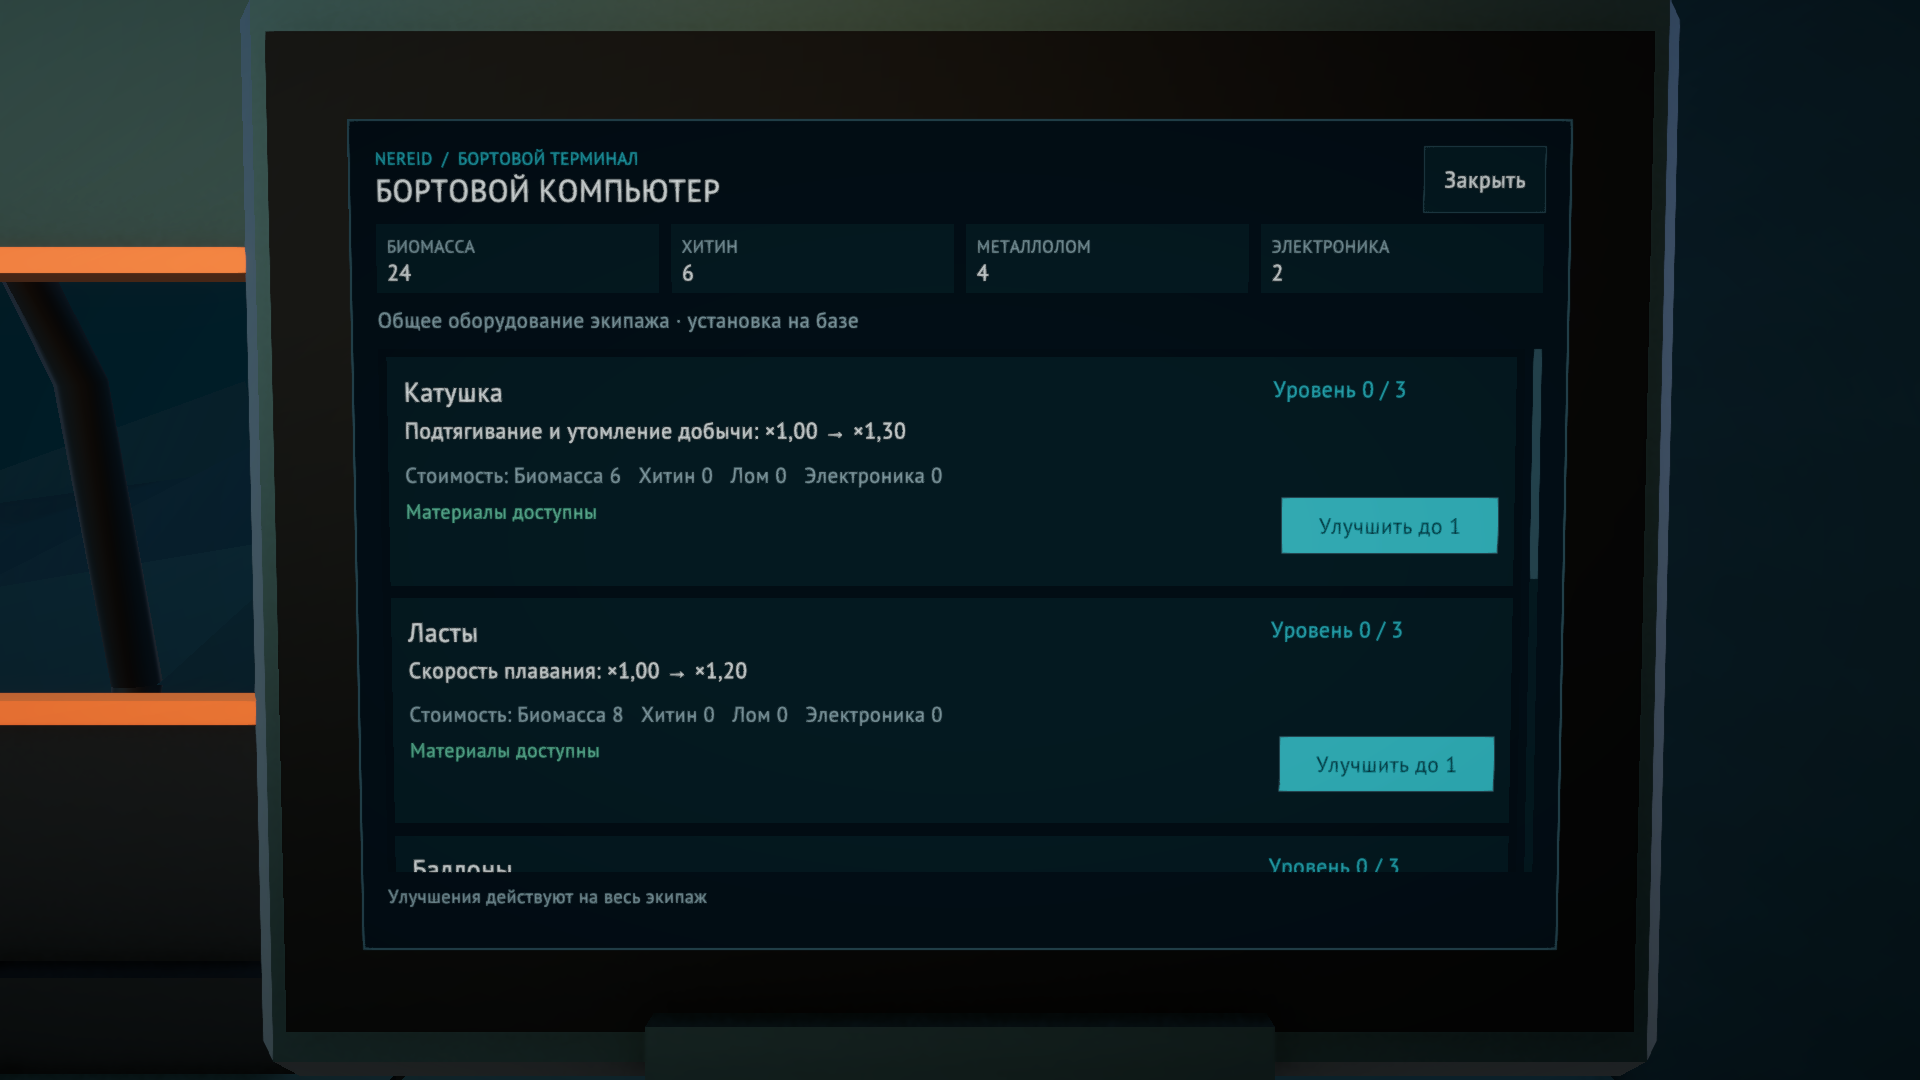 NEREID / БОРТОВОЙ ТЕРМИНАЛ
БОРТОВОЙ КОМПЬЮТЕР
Закрыть
БИОМАССА
24
ХИТИН
6
МЕТАЛЛОЛОМ
4
ЭЛЕКТРОНИКА
2
Общее оборудование экипажа · установка на базе
Катушка
Уровень 0 / 3
Подтягивание и утомление добычи: ×1,00 → ×1,30
Стоимость: Биомасса 6 Хитин 0 Лом 0 Электроника 0
Материалы доступны
Улучшить до 1
Ласты
Уровень 0 / 3
Скорость плавания: ×1,00 → ×1,20
Стоимость: Биомасса 8 Хитин 0 Лом 0 Электроника 0
Материалы доступны
Улучшить до 1
Баллоны
Уровень 0 / 3
Улучшения действуют на весь экипаж